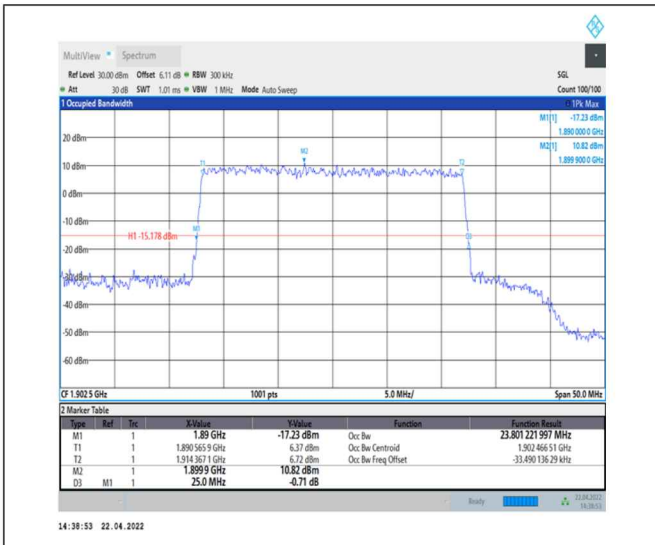 MultiView Spectrum
Ref Level 30.00 dBm Offset 6.11 dB RBW 300 kHz SGL
Att 30 dB SWT 1.01 ms VBW 1 MHz Mode Auto Sweep Count 100/100
1 Occupied Bandwidth 1Pk Max
M1[1] -17.23 dBm
1.890 000 0 GHz
M2[1] 10.82 dBm
1.899 900 0 GHz
20 dBm
M2
T1 T2
10 dBm
0 dBm
-10 dBm
H1 -15.178 dBm M3 D3
-30 dBm
-40 dBm
-50 dBm
-60 dBm
CF 1.902 5 GHz 1001 pts 5.0 MHz/ Span 50.0 MHz
2 Marker Table
Type Ref Trc X-Value Y-Value Function Function Result
M1 1 1.89 GHz -17.23 dBm Occ Bw 23.801 221 997 MHz
T1 1 1.890 565 9 GHz 6.37 dBm Occ Bw Centroid 1.902 466 51 GHz
T2 1 1.914 367 1 GHz 6.72 dBm Occ Bw Freq Offset -33.490 136 29 kHz
M2 1 1.899 9 GHz 10.82 dBm
D3 M1 1 25.0 MHz -0.71 dB
Ready 22.04.2022
14:38:53
14:38:53 22.04.2022